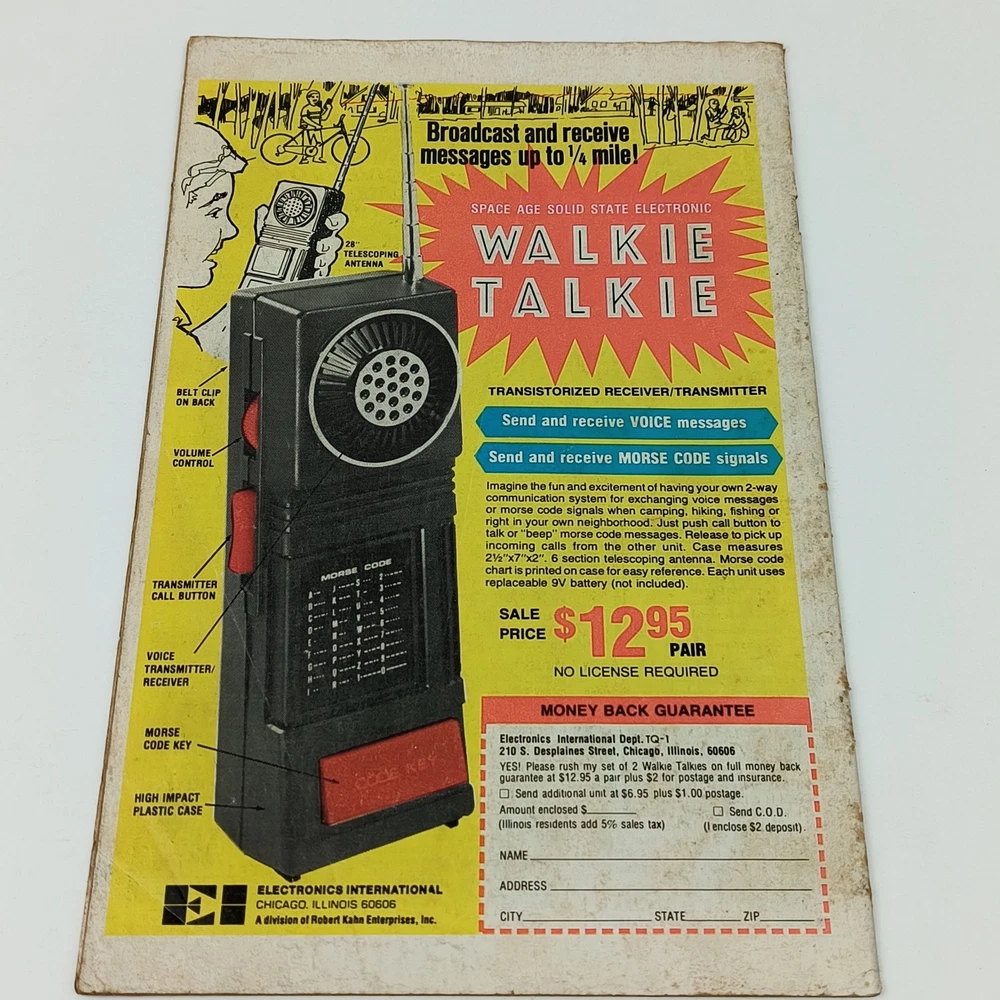 Broadcast and receive
messages up to 1/4 mile!
SPACE AGE SOLID STATE ELECTRONIC
WALKIE
TALKIE
28"
TELESCOPING
ANTENNA
BELT CLIP
ON BACK
VOLUME
CONTROL
TRANSMITTER
CALL BUTTON
VOICE
TRANSMITTER/
RECEIVER
MORSE
CODE KEY
HIGH IMPACT
PLASTIC CASE
MORSE CODE
CODE KEY
TRANSISTORIZED RECEIVER/TRANSMITTER
Send and receive VOICE messages
Send and receive MORSE CODE signals
Imagine the fun and excitement of having your own 2-way
communication system for exchanging voice messages
or morse code signals when camping, hiking, fishing or
right in your own neighborhood. Just push call button to
talk or "beep" morse code messages. Release to pick up
incoming calls from the other unit. Case measures
2½"x7"x2". 6 section telescoping antenna. Morse code
chart is printed on case for easy reference. Each unit uses
replaceable 9V battery (not included).
SALE
PRICE $12.95
PAIR
NO LICENSE REQUIRED
MONEY BACK GUARANTEE
Electronics International Dept. TQ-1
210 S. Desplaines Street, Chicago, Illinois, 60606
YES! Please rush my set of 2 Walkie Talkies on full money back
guarantee at $12.95 a pair plus $2 for postage and insurance.
☐ Send additional unit at $6.95 plus $1.00 postage.
Amount enclosed $________ ☐ Send C.O.D.
(Illinois residents add 5% sales tax) (I enclose $2 deposit).
NAME
ADDRESS
CITY STATE ZIP
EI ELECTRONICS INTERNATIONAL
CHICAGO, ILLINOIS 60606
A division of Robert Kahn Enterprises, Inc.